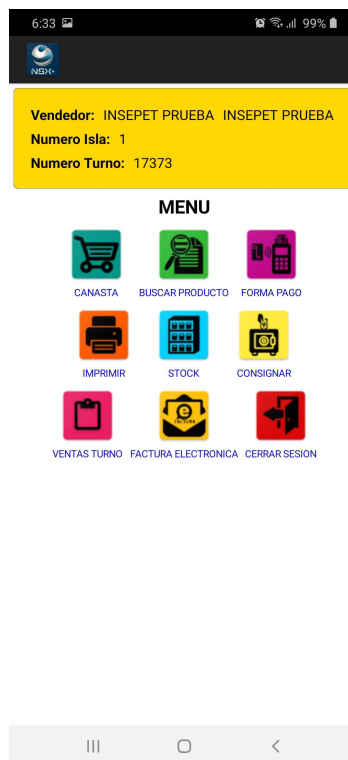 6:33 99%
NSX+
Vendedor: INSEPET PRUEBA INSEPET PRUEBA
Numero Isla: 1
Numero Turno: 17373
MENU
CANASTA BUSCAR PRODUCTO FORMA PAGO
IMPRIMIR STOCK CONSIGNAR
FACTURA
VENTAS TURNO FACTURA ELECTRONICA CERRAR SESION